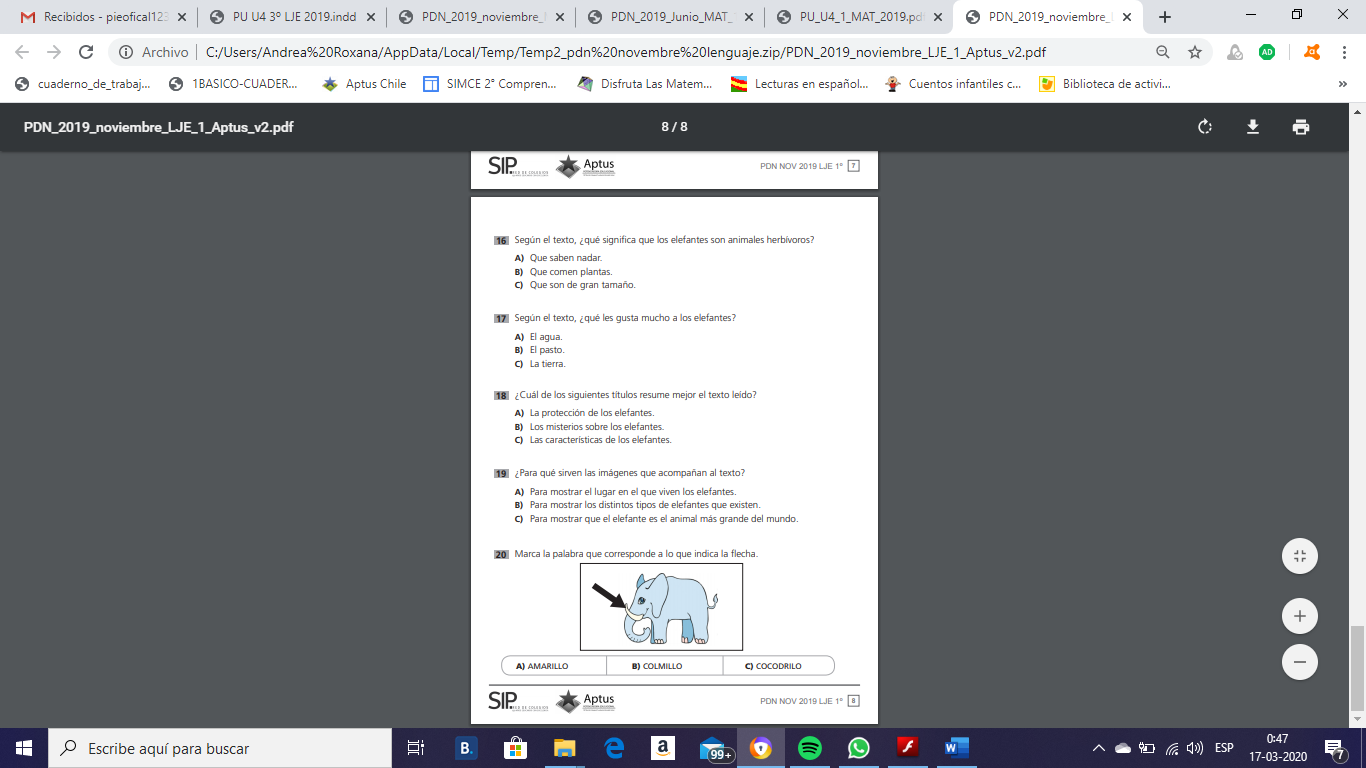 Recibidos - pieofical123
PU U4 3º LJE 2019.indd
PDN_2019_noviembre_
PDN_2019_Junio_MAT_
PU_U4_1_MAT_2019.pdf
PDN_2019_noviembre_
Archivo
C:/Users/Andrea%20Roxana/AppData/Local/Temp/Temp2_pdn%20novembre%20lenguaje.zip/PDN_2019_noviembre_LJE_1_Aptus_v2.pdf
AD
cuaderno_de_trabaj...
1BASICO-CUADER...
Aptus Chile
SIMCE 2° Compren...
Disfruta Las Matem...
Lecturas en español...
Cuentos infantiles c...
Biblioteca de activi...
»
PDN_2019_noviembre_LJE_1_Aptus_v2.pdf
8 / 8
SIP.
Aptus
PDN NOV 2019 LJE 1º 7
16 Según el texto, ¿qué significa que los elefantes son animales herbívoros?
A) Que saben nadar.
B) Que comen plantas.
C) Que son de gran tamaño.
17 Según el texto, ¿qué les gusta mucho a los elefantes?
A) El agua.
B) El pasto.
C) La tierra.
18 ¿Cuál de los siguientes títulos resume mejor el texto leído?
A) La protección de los elefantes.
B) Los misterios sobre los elefantes.
C) Las características de los elefantes.
19 ¿Para qué sirven las imágenes que acompañan al texto?
A) Para mostrar el lugar en el que viven los elefantes.
B) Para mostrar los distintos tipos de elefantes que existen.
C) Para mostrar que el elefante es el animal más grande del mundo.
20 Marca la palabra que corresponde a lo que indica la flecha.
A) AMARILLO
B) COLMILLO
C) COCODRILO
SIP.
Aptus
PDN NOV 2019 LJE 1º 8
Escribe aquí para buscar
B.
a
99+
ESP
0:47
17-03-2020
7